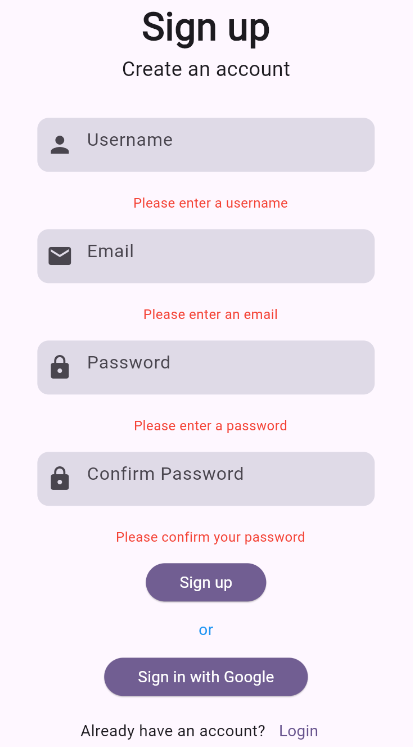 Sign up
Create an account
Username
Please enter a username
Email
Please enter an email
Password
Please enter a password
Confirm Password
Please confirm your password
Sign up
or
Sign in with Google
Already have an account? Login